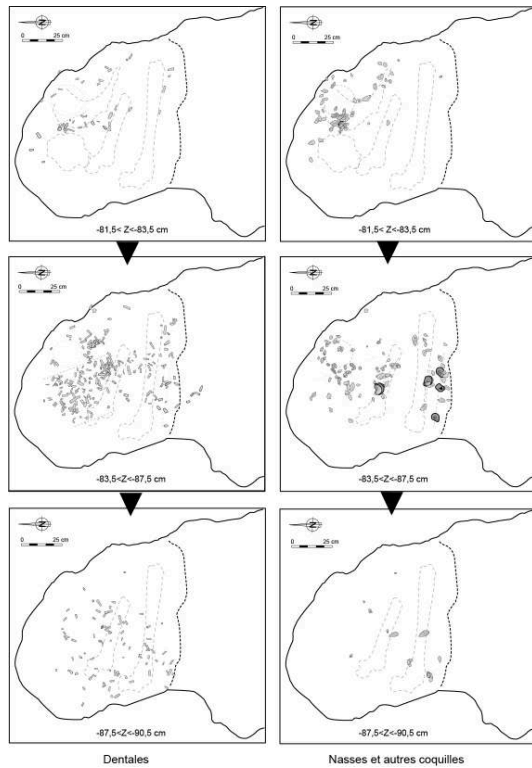 N
0 25 cm
-81,5< Z<-83,5 cm
N
0 25 cm
-81,5< Z<-83,5 cm
N
0 25 cm
-83,5<Z<-87,5 cm
N
0 25 cm
-83,5<Z<-87,5 cm
N
0 25 cm
-87,5<Z<-90,5 cm
N
0 25 cm
-87,5<Z<-90,5 cm
Dentales
Nasses et autres coquilles